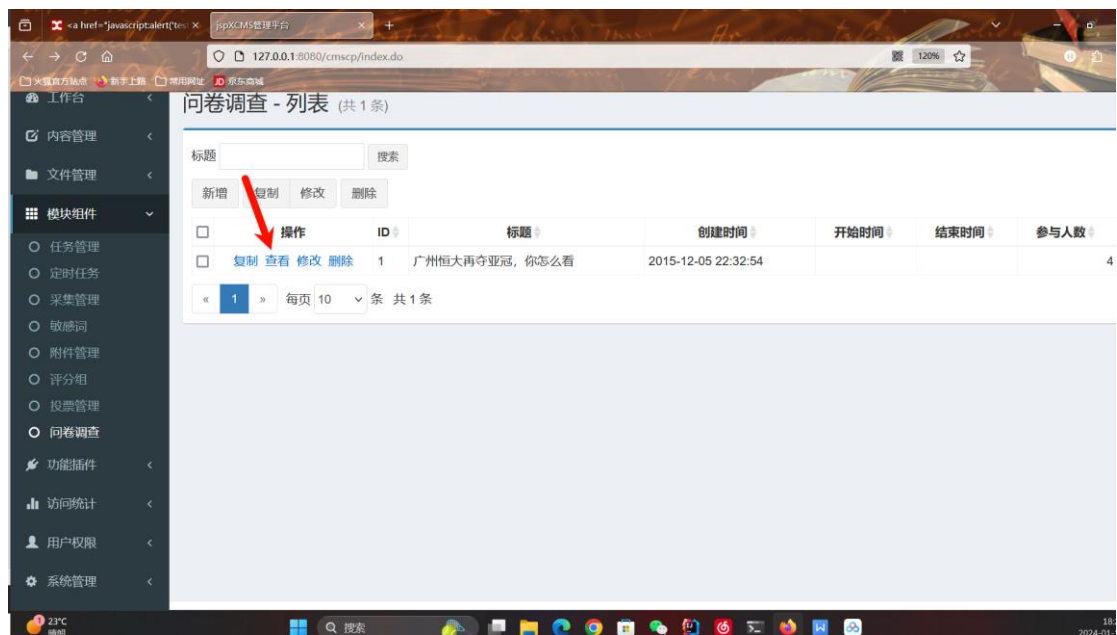 <a href="javascript:alert('tes
jspXCMS管理平台
127.0.0.1:8080/cmscp/index.do
120%
火狐官方站点 新手上路 常用网址 JD 京东商城
工作台
内容管理
文件管理
模块组件
任务管理
定时任务
采集管理
敏感词
附件管理
评分组
投票管理
问卷调查
功能插件
访问统计
用户权限
系统管理
问卷调查 - 列表 (共 1 条)
标题 搜索
新增 复制 修改 删除
操作 ID 标题 创建时间 开始时间 结束时间 参与人数
复制 查看 修改 删除 1 广州恒大再夺亚冠，你怎么看 2015-12-05 22:32:54 4
« 1 » 每页 10 条 共 1 条
23°C
晴朗
搜索